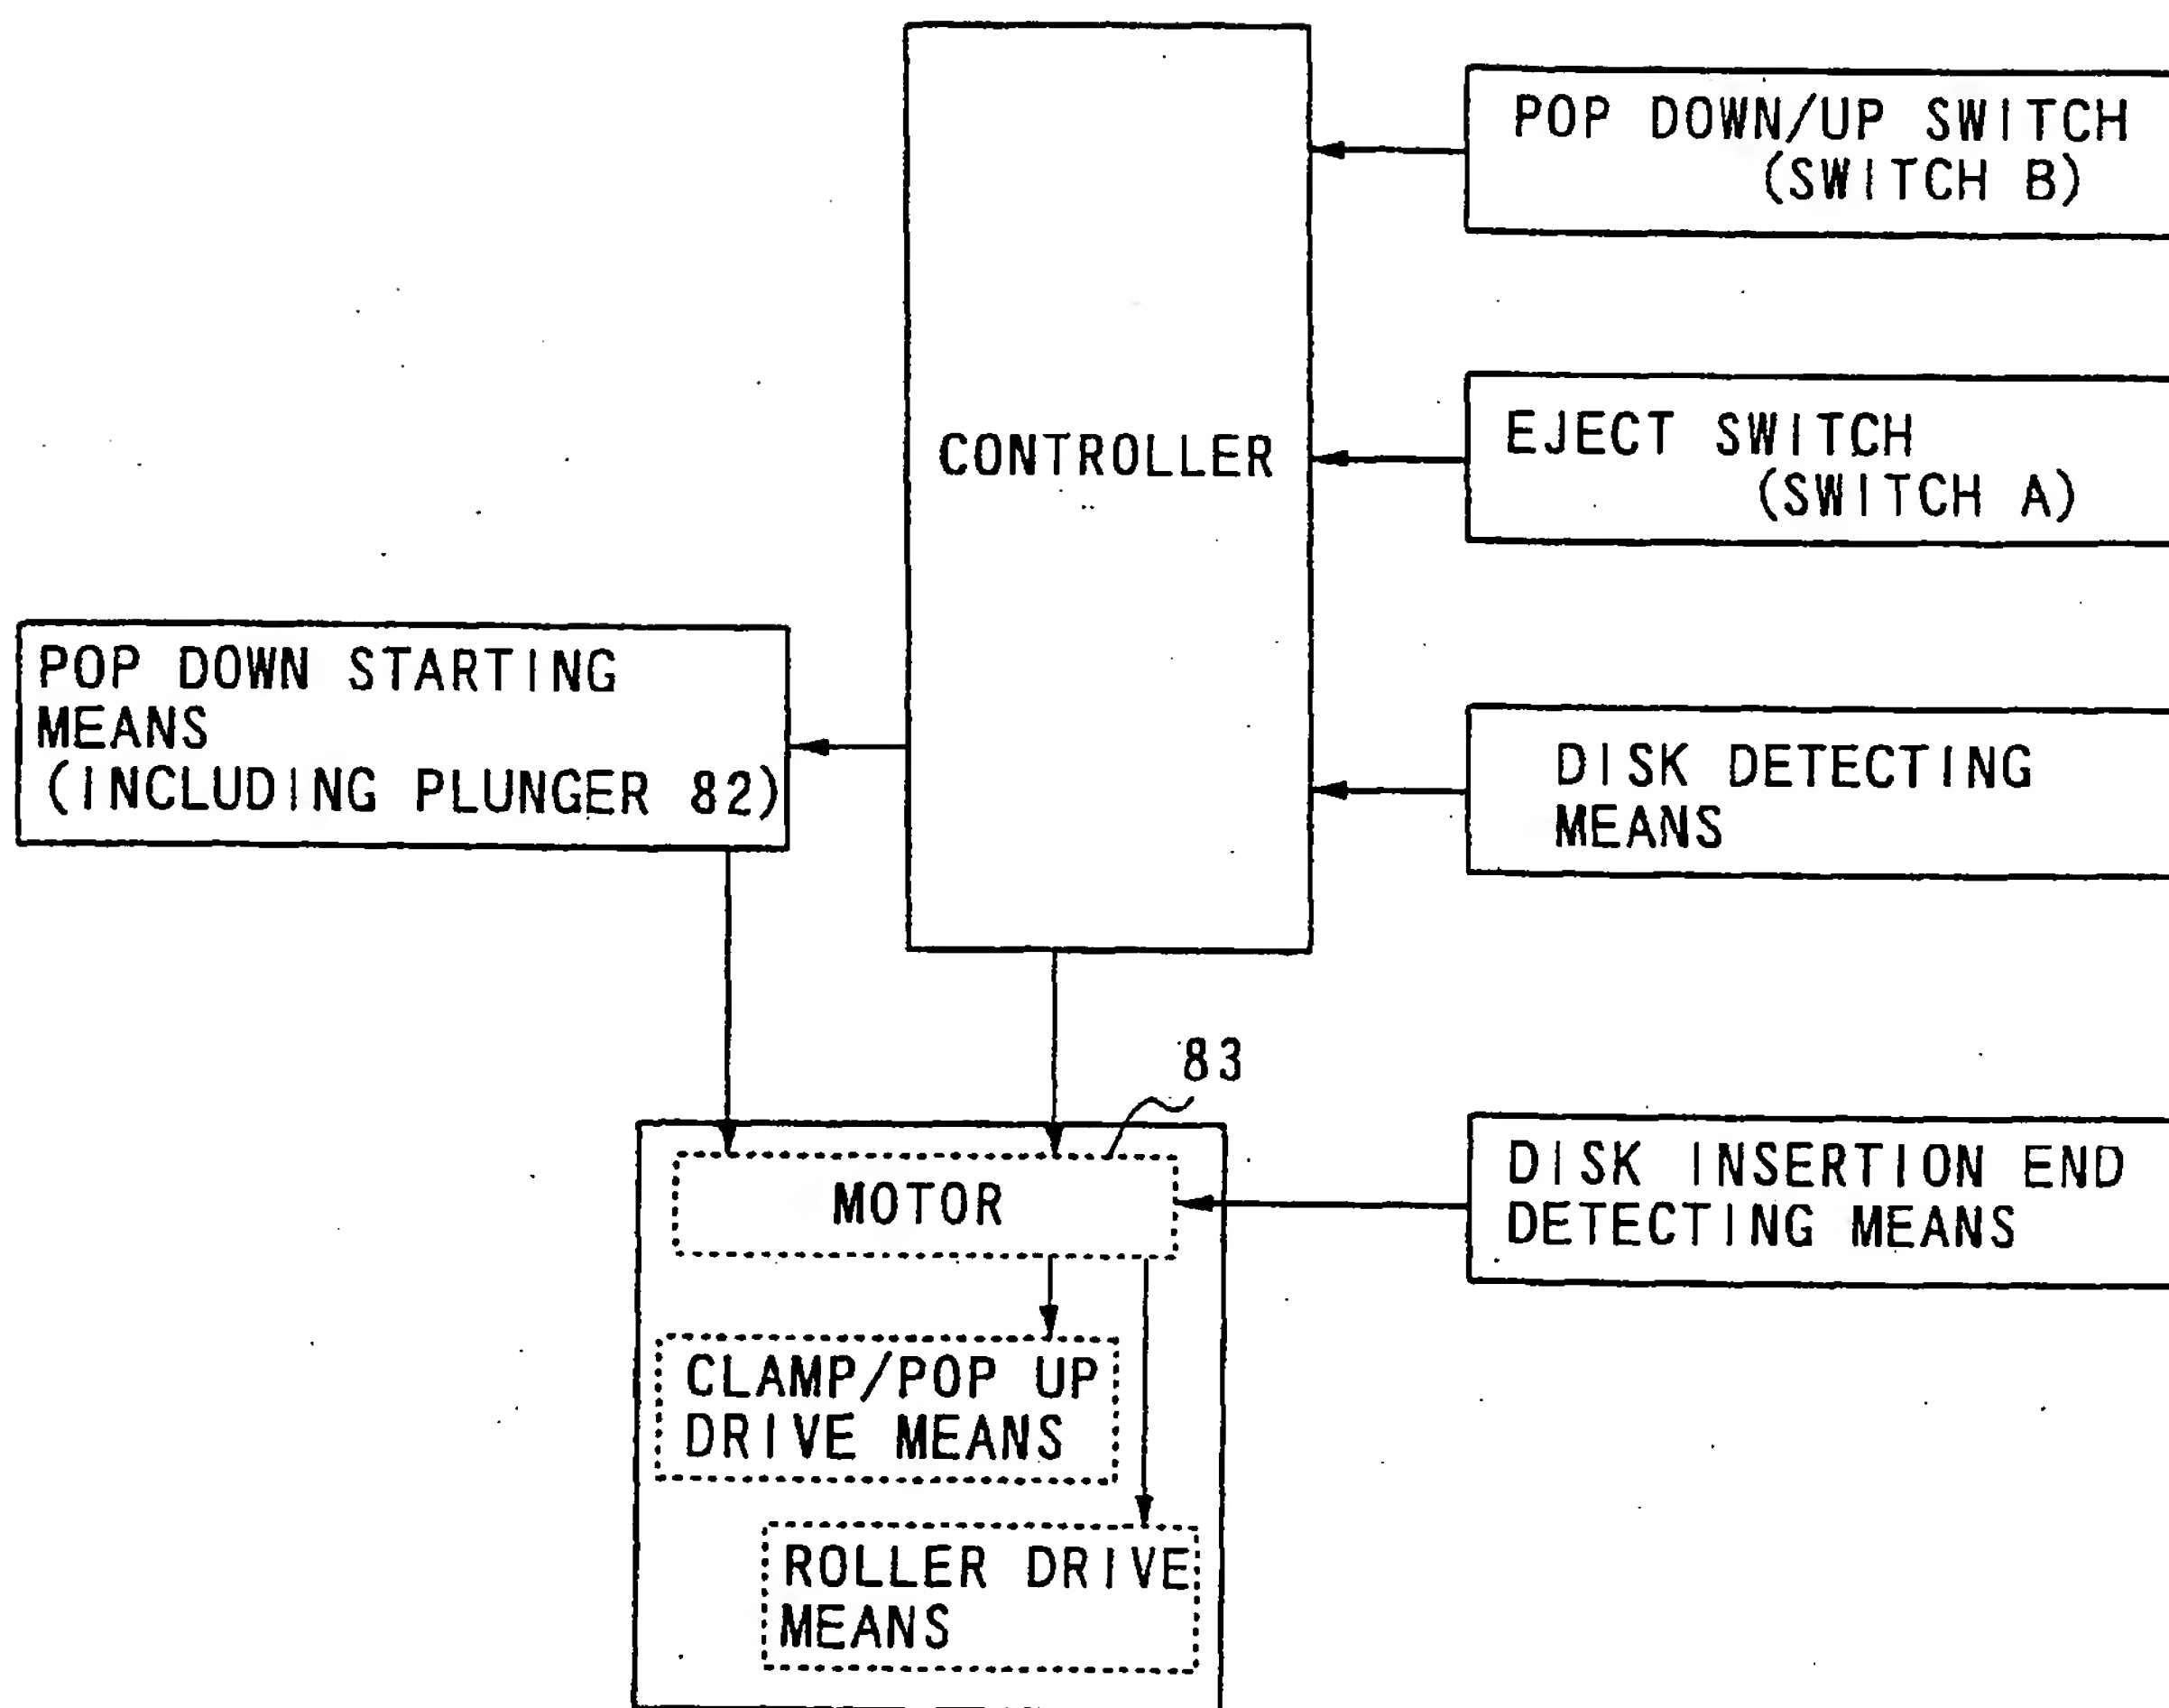 POP DOWN/UP SWITCH
(SWITCH B)
CONTROLLER
EJECT SWITCH
(SWITCH A)
POP DOWN STARTING
MEANS
(INCLUDING PLUNGER 82)
DISK DETECTING
MEANS
83
MOTOR
DISK INSERTION END
DETECTING MEANS
CLAMP/POP UP
DRIVE MEANS
ROLLER DRIVE
MEANS